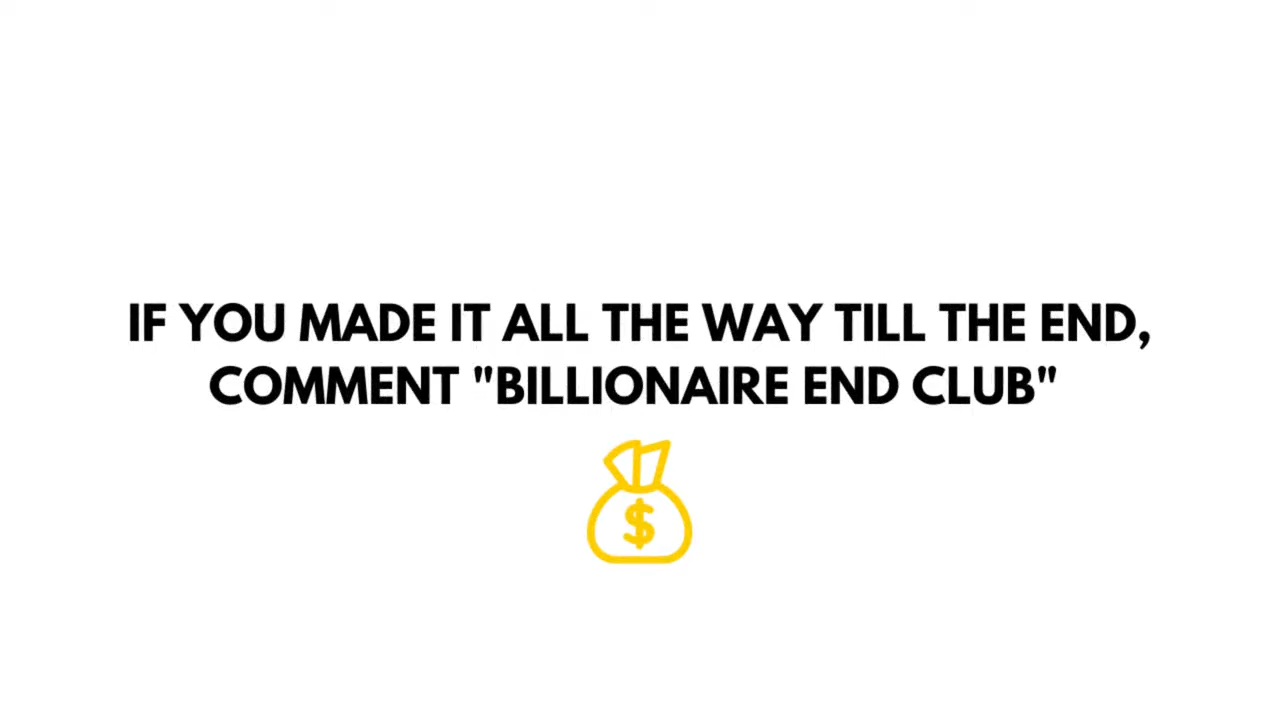 IF YOU MADE IT ALL THE WAY TILL THE END,
COMMENT "BILLIONAIRE END CLUB"
$